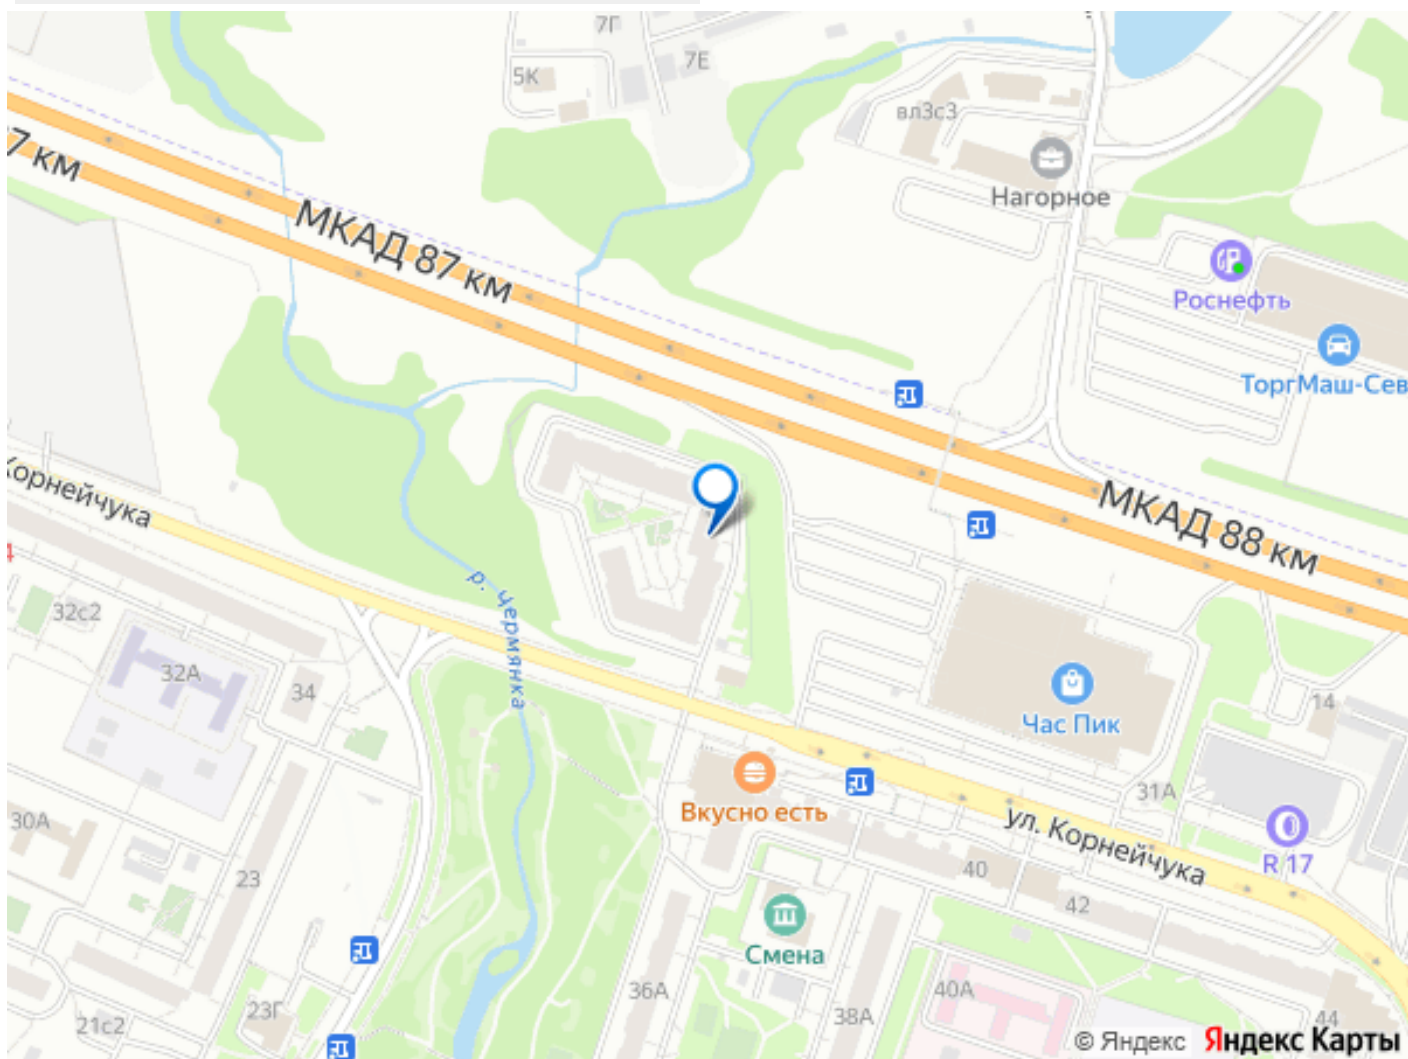 7Г
7Е
5К
вл3с3
7 км
МКАД 87 км
Нагорное
Роснефть
ТоргМаш-Сев
Корнейчука
МКАД 88 км
4
р. Чермянка
32с2
32А
34
Час Пик
14
Вкусно есть
31А
ул. Корнейчука
R 17
30А
23
40
42
Смена
36А
40А
38А
23Г
21с2
44
© Яндекс Яндекс Карты